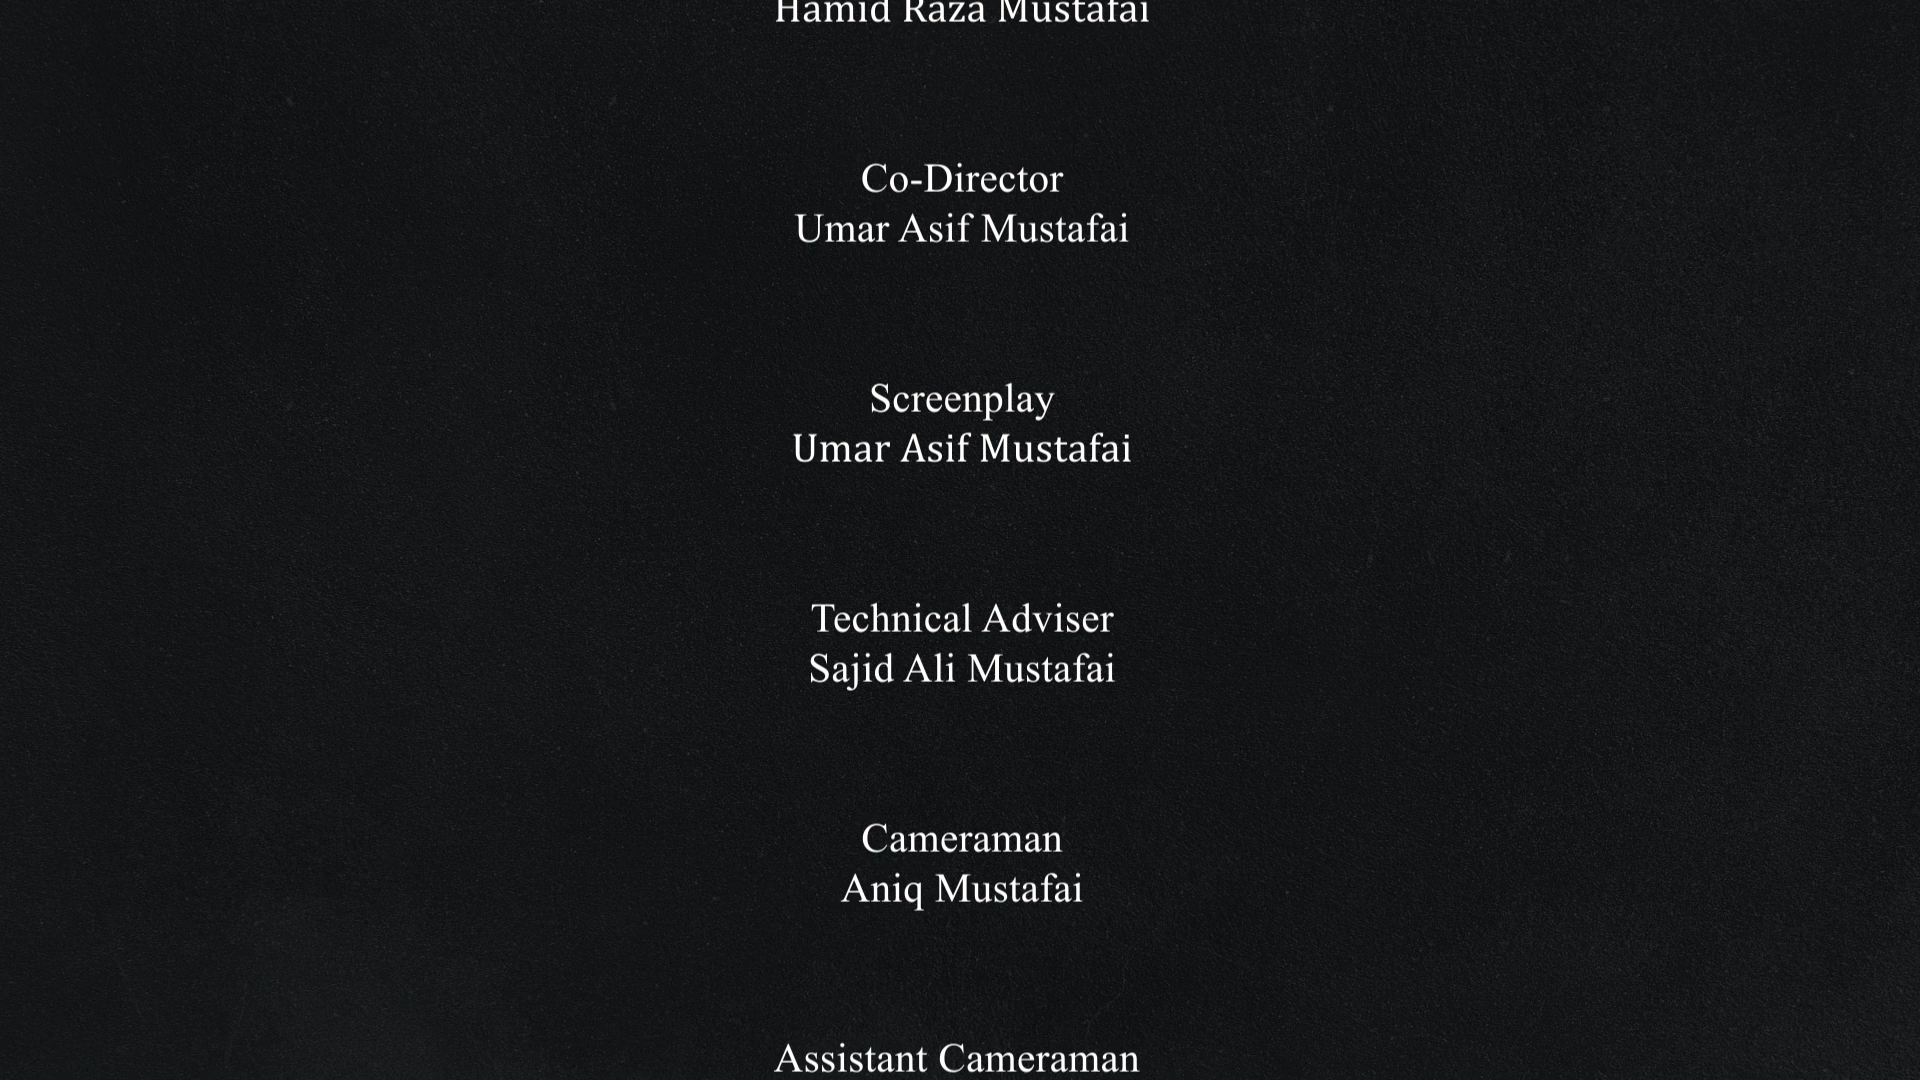 Hamid Raza Mustafai
Co-Director
Umar Asif Mustafai
Screenplay
Umar Asif Mustafai
Technical Adviser
Sajid Ali Mustafai
Cameraman
Aniq Mustafai
Assistant Cameraman